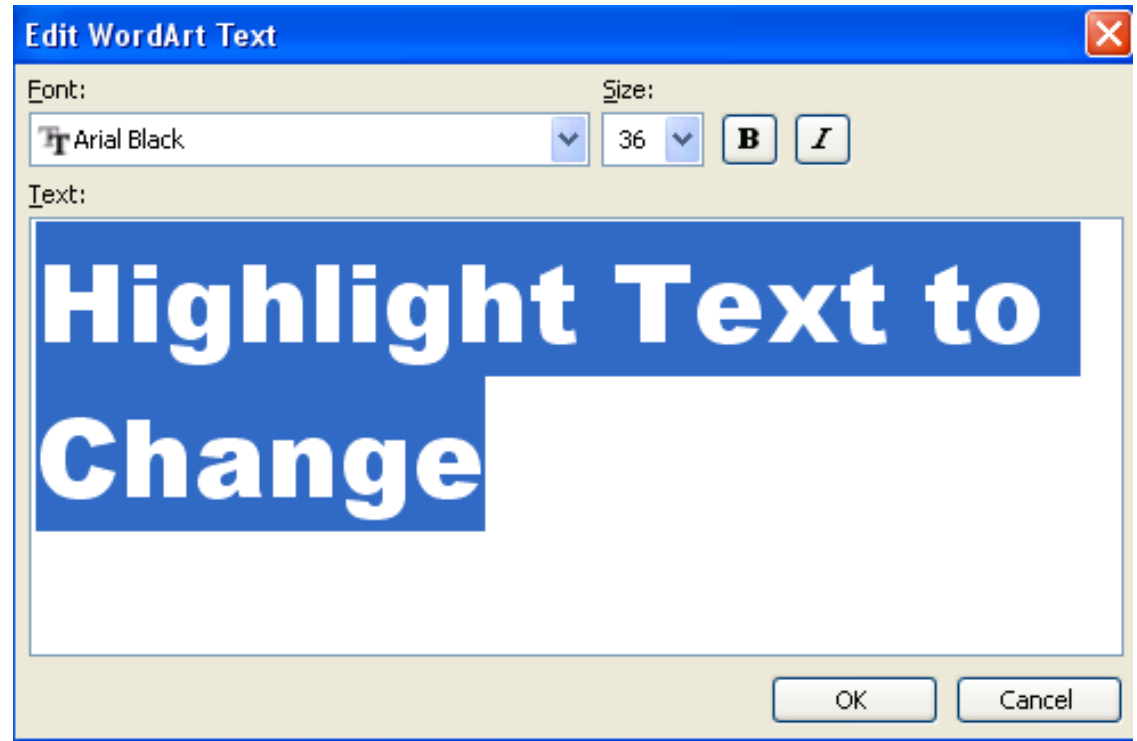 Edit WordArt Text
Font: Size:
Arial Black 36 B I
Text:
Highlight Text to
Change
OK Cancel